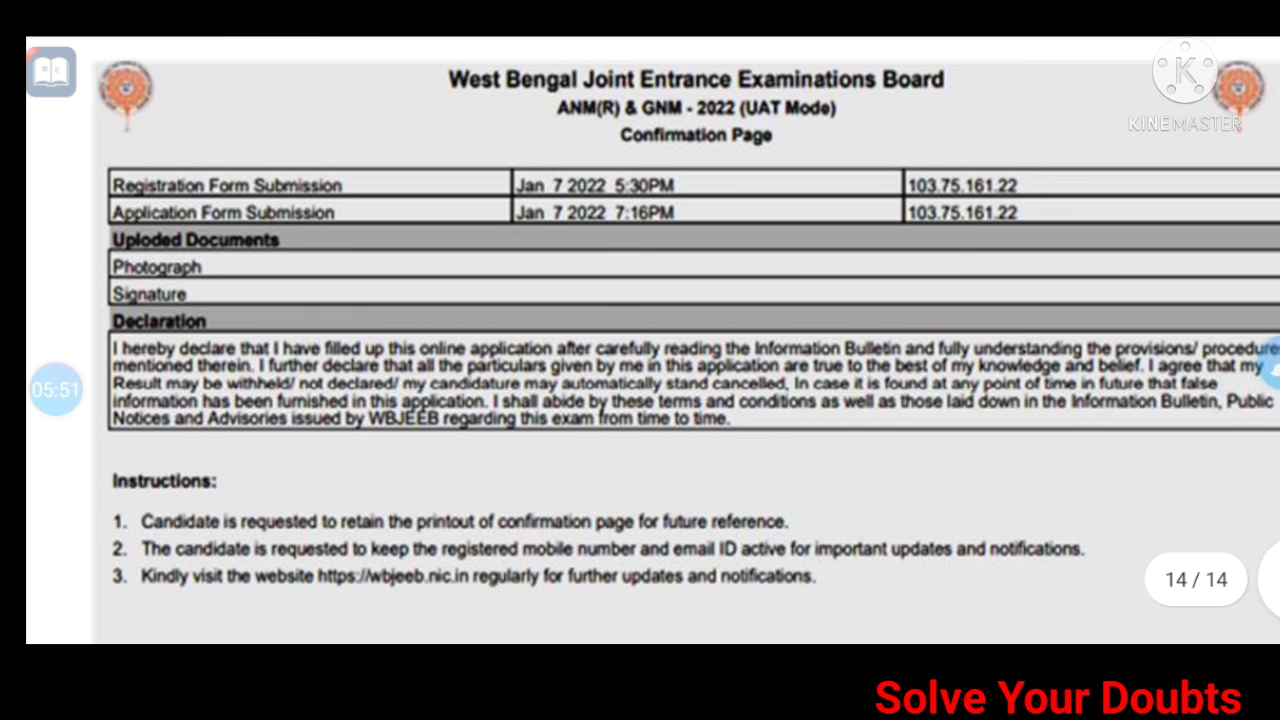 West Bengal Joint Entrance Examinations Board
ANM(R) & GNM - 2022 (UAT Mode)
Confirmation Page
KINEMASTER
Registration Form Submission Jan 7 2022 5:30PM 103.75.161.22
Application Form Submission Jan 7 2022 7:16PM 103.75.161.22
Uploded Documents
Photograph
Signature
Declaration
I hereby declare that I have filled up this online application after carefully reading the Information Bulletin and fully understanding the provisions/ procedure
mentioned therein. I further declare that all the particulars given by me in this application are true to the best of my knowledge and belief. I agree that my
Result may be withheld/ not declared/ my candidature may automatically stand cancelled, In case it is found at any point of time in future that false
information has been furnished in this application. I shall abide by these terms and conditions as well as those laid down in the Information Bulletin, Public
Notices and Advisories issued by WBJEEB regarding this exam from time to time.
05:51
Instructions:
1. Candidate is requested to retain the printout of confirmation page for future reference.
2. The candidate is requested to keep the registered mobile number and email ID active for important updates and notifications.
3. Kindly visit the website https://wbjeeb.nic.in regularly for further updates and notifications.
14 / 14
Solve Your Doubts